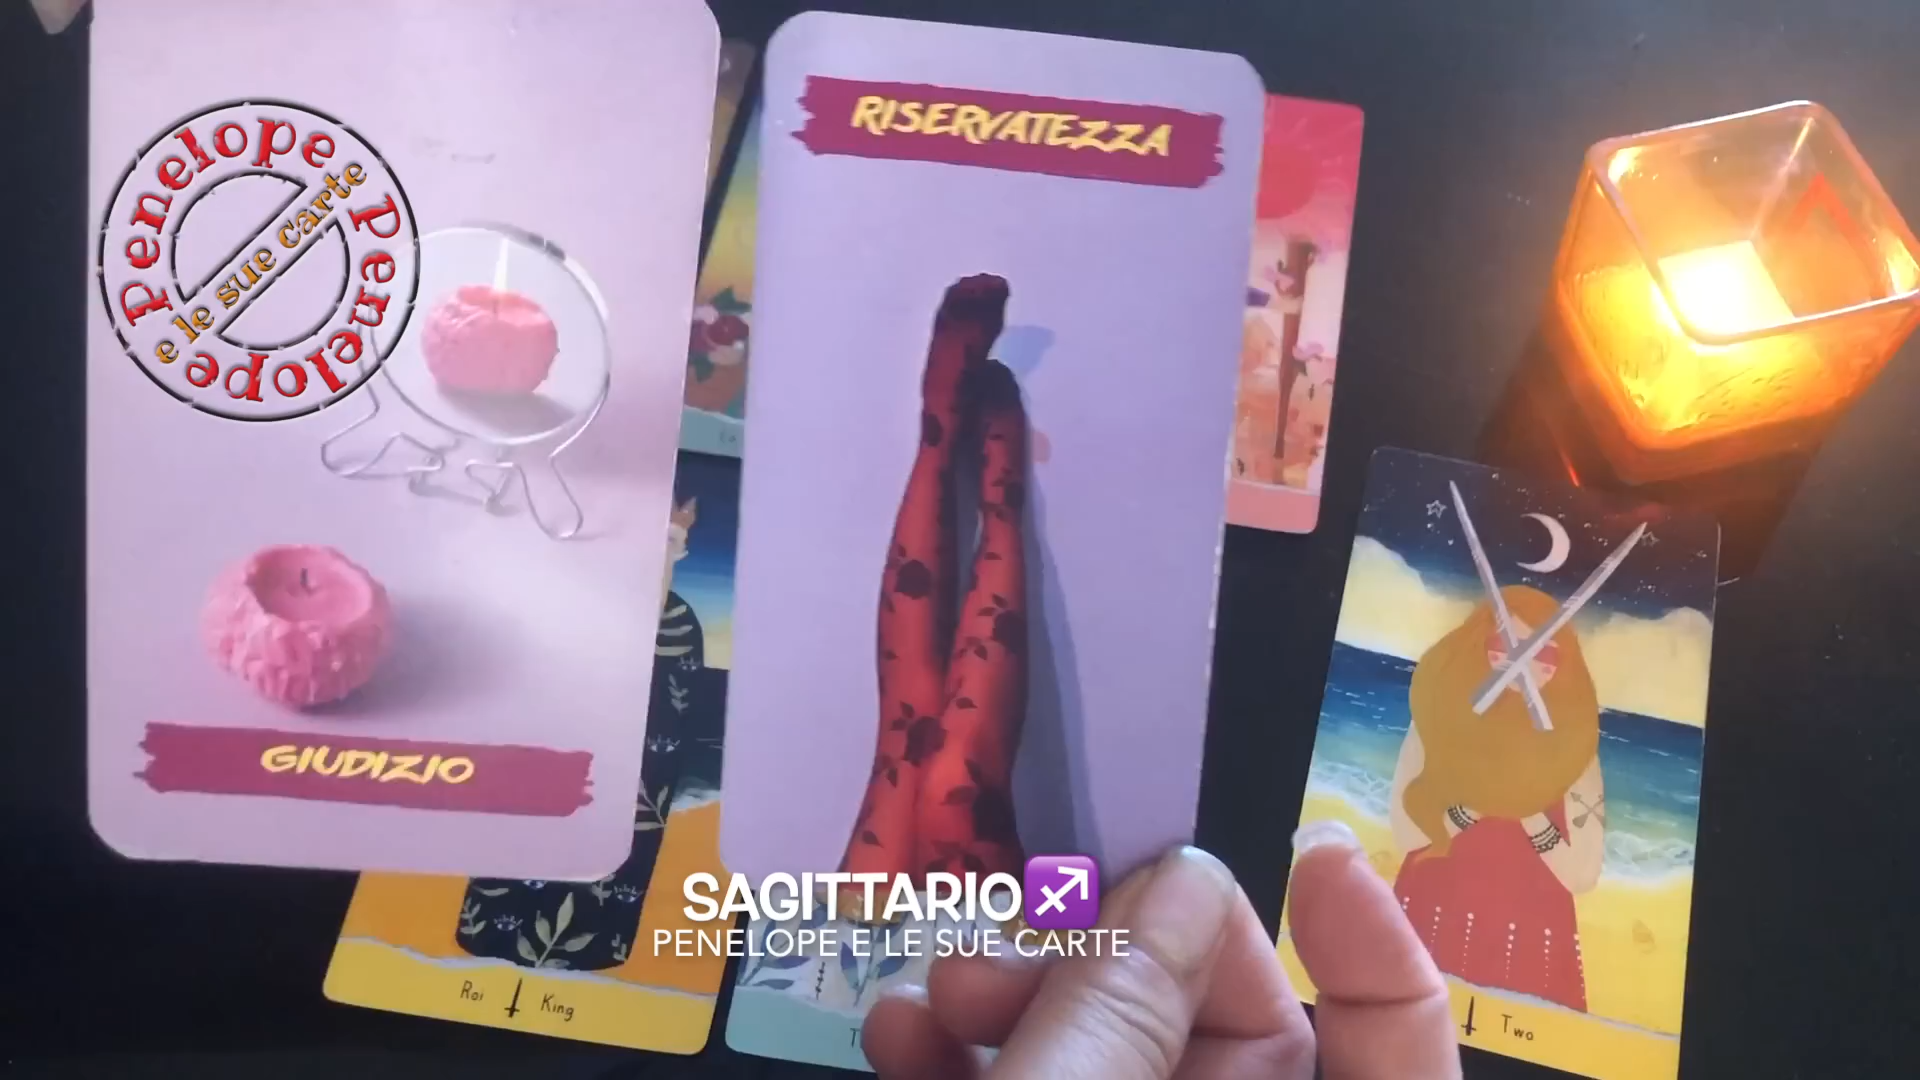 Penelope e Penelope
e le sue carte
RISERVATEZZA
GIUDIZIO
SAGITTARIO♐
PENELOPE E LE SUE CARTE
Roi King
Two